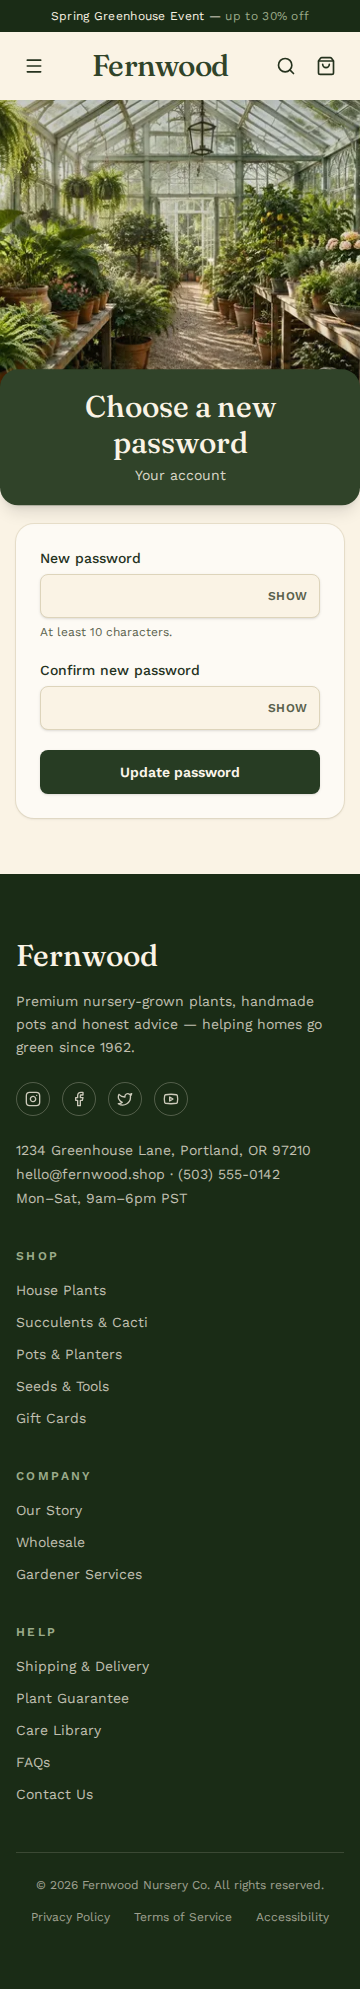 Spring Greenhouse Event — up to 30% off
Fernwood
Choose a new
password
Your account
New password
SHOW
At least 10 characters.
Confirm new password
SHOW
Update password
Fernwood
Premium nursery-grown plants, handmade
pots and honest advice — helping homes go
green since 1962.
1234 Greenhouse Lane, Portland, OR 97210
hello@fernwood.shop · (503) 555-0142
Mon–Sat, 9am–6pm PST
SHOP
House Plants
Succulents & Cacti
Pots & Planters
Seeds & Tools
Gift Cards
COMPANY
Our Story
Wholesale
Gardener Services
HELP
Shipping & Delivery
Plant Guarantee
Care Library
FAQs
Contact Us
© 2026 Fernwood Nursery Co. All rights reserved.
Privacy Policy Terms of Service Accessibility